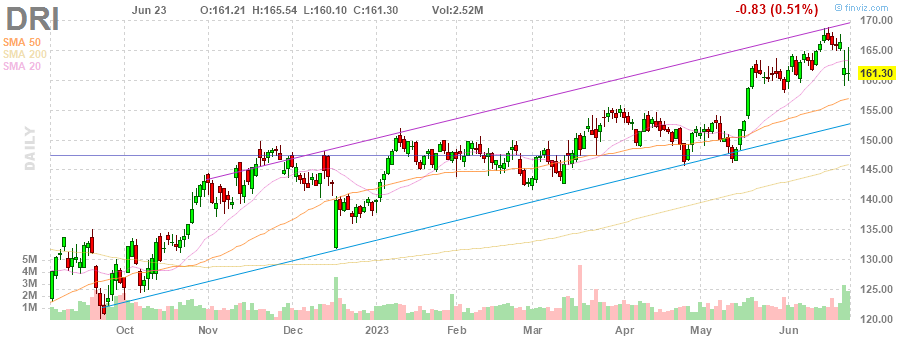 DRI Jun 23 O:161.21 H:165.54 L:160.10 C:161.30 Vol:2.52M -0.83 (0.51%) © finviz.com
SMA 50
SMA 200
SMA 20
DAILY
170.00
165.00
161.30
160.00
155.00
150.00
145.00
140.00
135.00
130.00
125.00
120.00
5M
4M
3M
2M
1M
Oct Nov Dec 2023 Feb Mar Apr May Jun